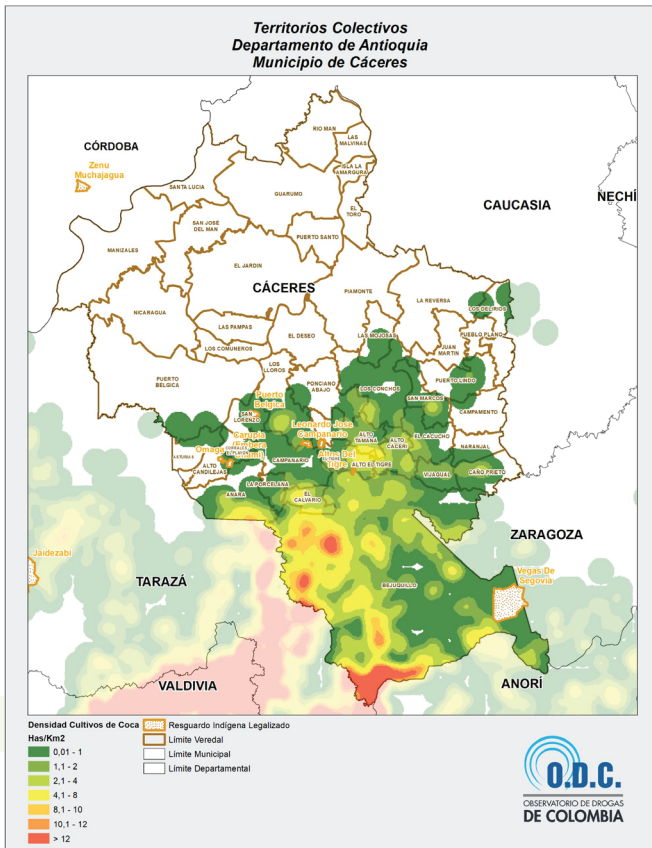 Territorios Colectivos
Departamento de Antioquia
Municipio de Cáceres
CÓRDOBA
Zenu
Muchajagua
RIO MAN
LAS
MALVINAS
ISLA LA
AMARGURA
SANTA LUCIA
GUARUMO
EL
TORO
CAUCASIA
NECHÍ
SAN JOSÉ
DEL MAN
PUERTO SANTO
MANIZALES
EL JARDIN
CÁCERES
PIAMONTE
LA REVERSA
LOS DELIRIOS
NICARAGUA
LAS PAMPAS
EL DESEO
LAS MOJOSAS
PUEBLO PLANO
LOS COMUNEROS
JUAN
MARTIN
LOS
LLOROS
PONCIANO
ABAJO
PUERTO
BELGICA
LOS CONCHOS
PUERTO LINDO
Puerto
Belgica
SAN MARCOS
CAMPAMENTO
SAN
LORENZO
Leonardo José
Campanario
ALTO
TAMANA
ALTO
CACERI
EL CACUCHO
NARANJAL
Omaga
ALTO
CANDILEJAS
CAMPANARIO
Altos Del
Tigre
ALTO EL TIGRE
VIJAGUAL
CAÑO PRIETO
ANARA
LA PORCELANA
EL
CALVARIO
ZARAGOZA
Jaidezabi
TARAZÁ
BEJUQUILLO
Vegas De
Segovia
VALDIVIA
ANORÍ
Densidad Cultivos de Coca
Has/Km2
0,01 - 1
1,1 - 2
2,1 - 4
4,1 - 8
8,1 - 10
10,1 - 12
> 12
Resguardo Indígena Legalizado
Límite Veredal
Límite Municipal
Límite Departamental
O.D.C.
OBSERVATORIO DE DROGAS
DE COLOMBIA